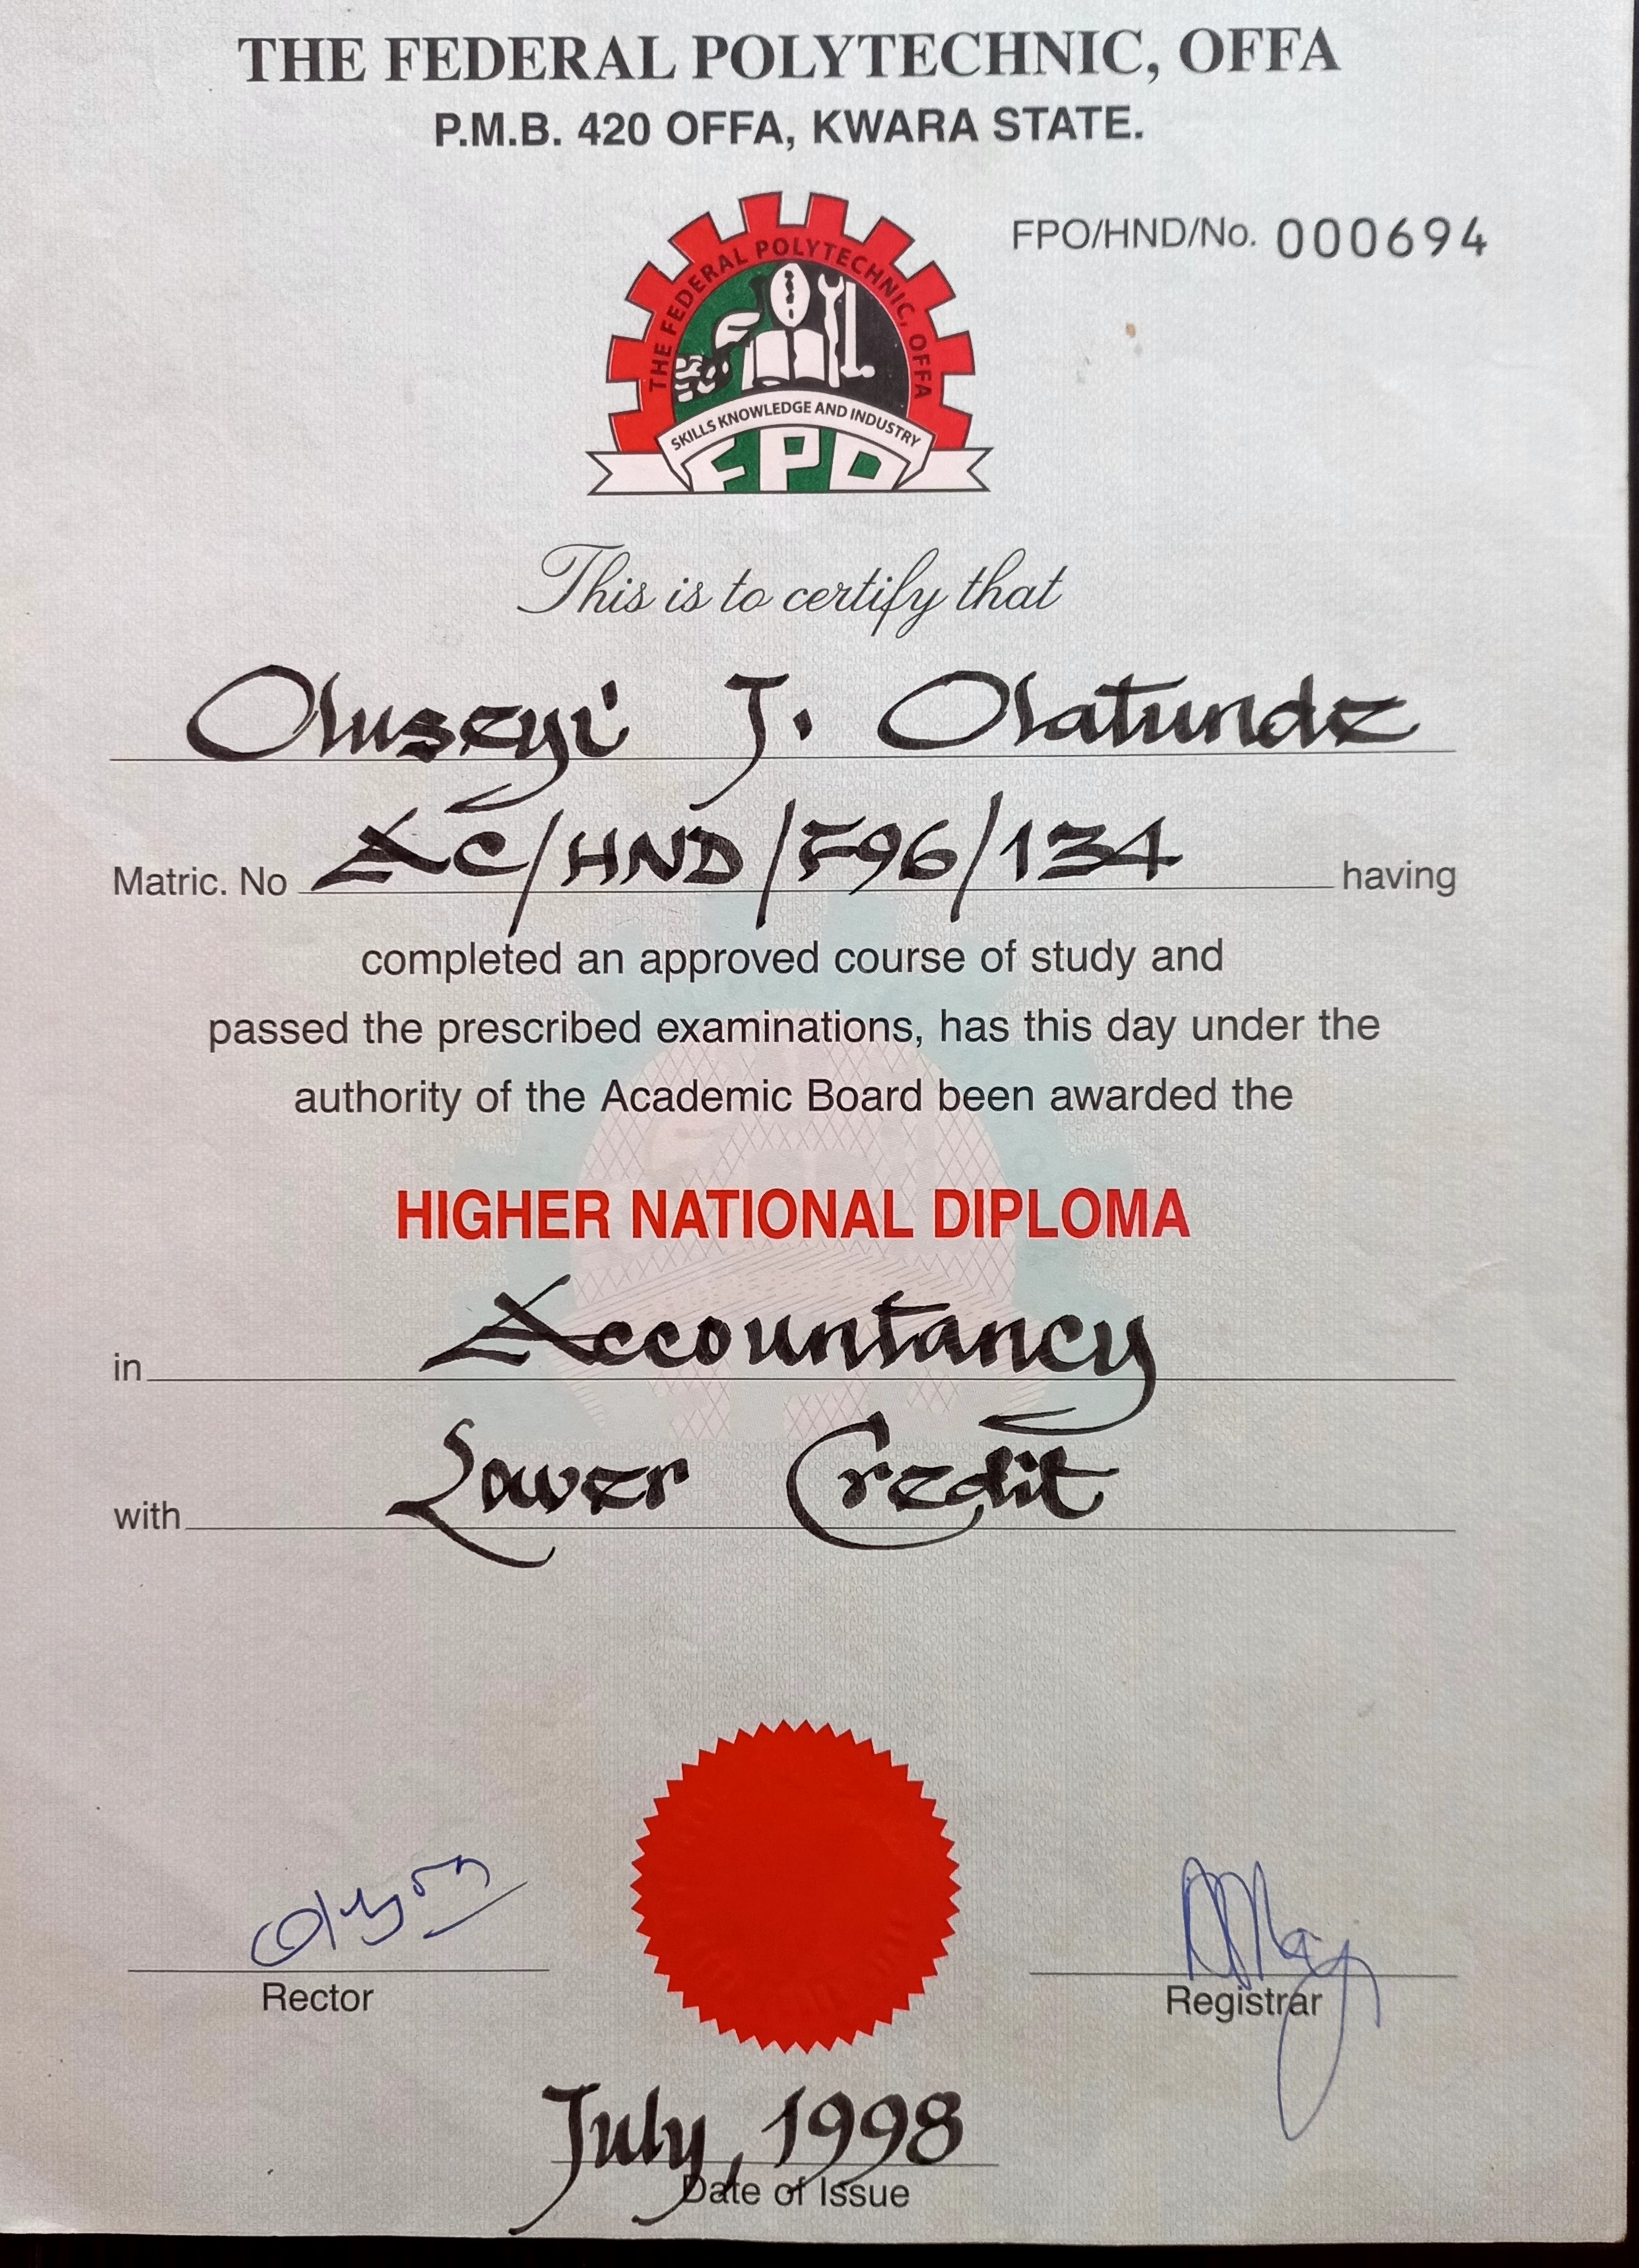 THE FEDERAL POLYTECHNIC, OFFA
P.M.B. 420 OFFA, KWARA STATE.
FPO/HND/No. 000694
THE FEDERAL POLYTECHNIC, OFFA
SKILLS KNOWLEDGE AND INDUSTRY
FPO
This is to certify that
Olusegi J. Olatunde
Matric. No AC/HND/F96/134 having
completed an approved course of study and
passed the prescribed examinations, has this day under the
authority of the Academic Board been awarded the
HIGHER NATIONAL DIPLOMA
in Accountancy
with Lower Credit
Rector
Registrar
July, 1998
Date of Issue